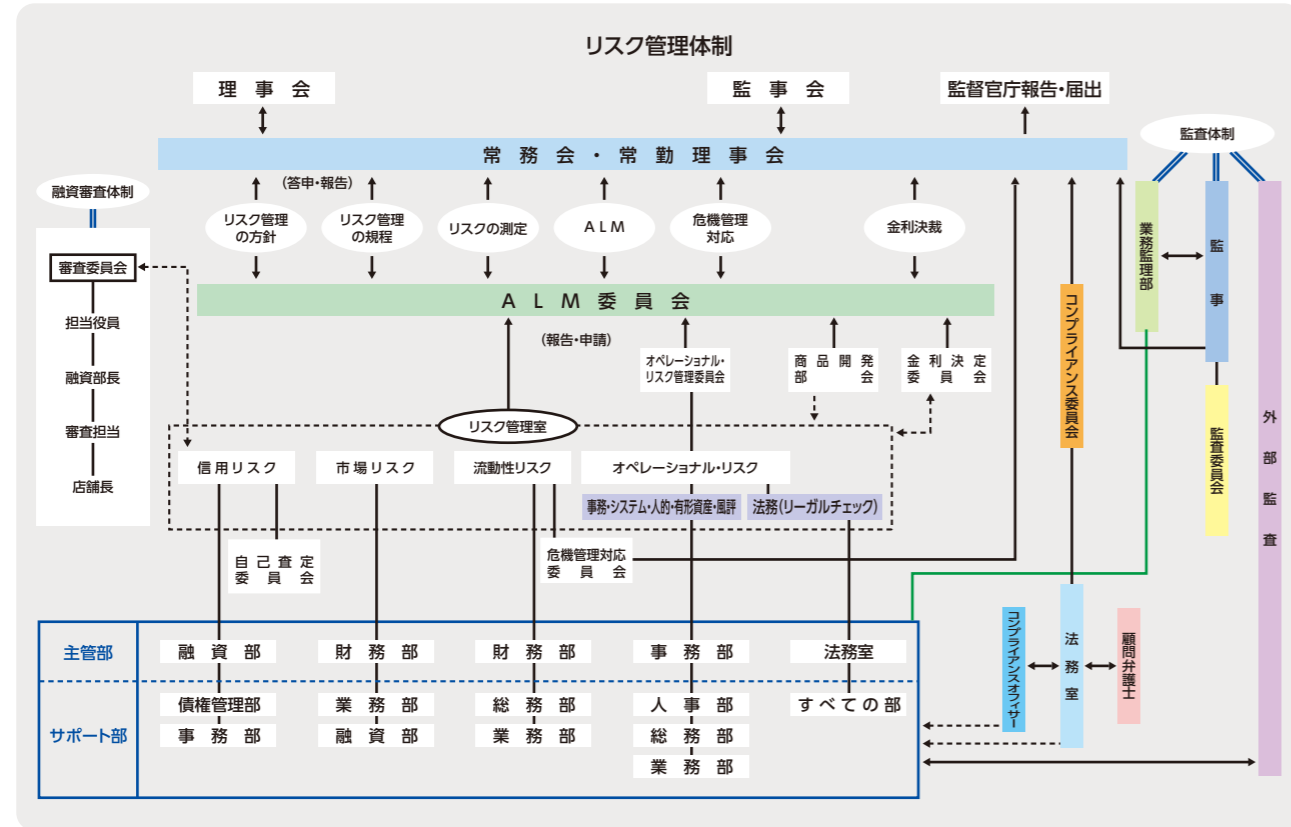 リスク管理体制
理事会
監事会
監督官庁報告・届出
監査体制
常務会・常勤理事会
(答申・報告)
融資審査体制
リスク管理
の方針
リスク管理
の規程
リスクの測定
ALM
危機管理
対応
金利決裁
業務監理部
監事
審査委員会
担当役員
融資部長
審査担当
店舗長
ALM委員会
(報告・申請)
オペレーショナル・
リスク管理委員会
商品開発
部会
金利決定
委員会
コンプライアンス委員会
監査委員会
外部監査
リスク管理室
信用リスク
市場リスク
流動性リスク
オペレーショナル・リスク
事務・システム・人的・有形資産・風評
法務(リーガルチェック)
自己査定
委員会
危機管理対応
委員会
主管部
融資部
財務部
財務部
事務部
法務室
サポート部
債権管理部
事務部
業務部
融資部
総務部
業務部
人事部
総務部
業務部
すべての部
コンプライアンスオフィサー
法務室
顧問弁護士